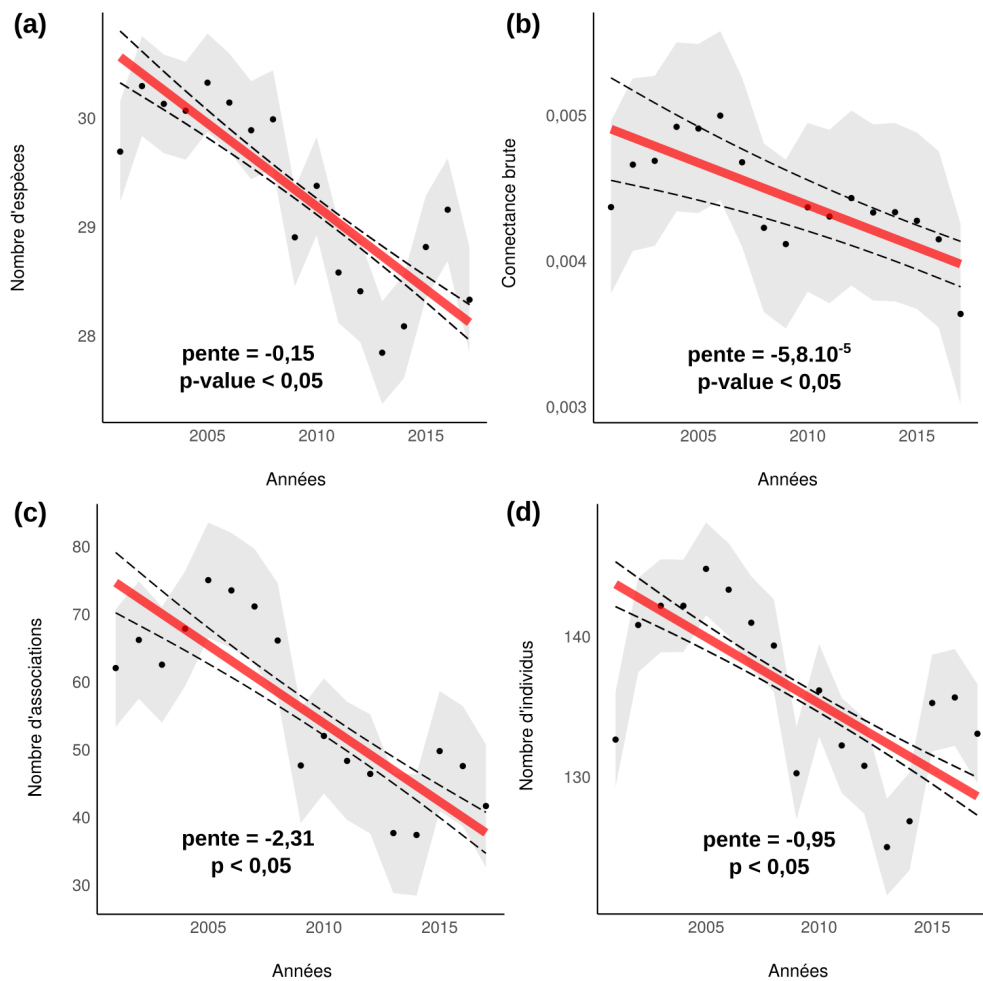 (a)
Nombre d'espèces
30
29
28
pente = -0,15
p-value < 0,05
2005 2010 2015
Années
(b)
Connectance brute
0,005
0,004
0,003
pente = -5,8.10⁻⁵
p-value < 0,05
2005 2010 2015
Années
(c)
Nombre d'associations
80
70
60
50
40
30
pente = -2,31
p < 0,05
2005 2010 2015
Années
(d)
Nombre d'individus
140
130
pente = -0,95
p < 0,05
2005 2010 2015
Années